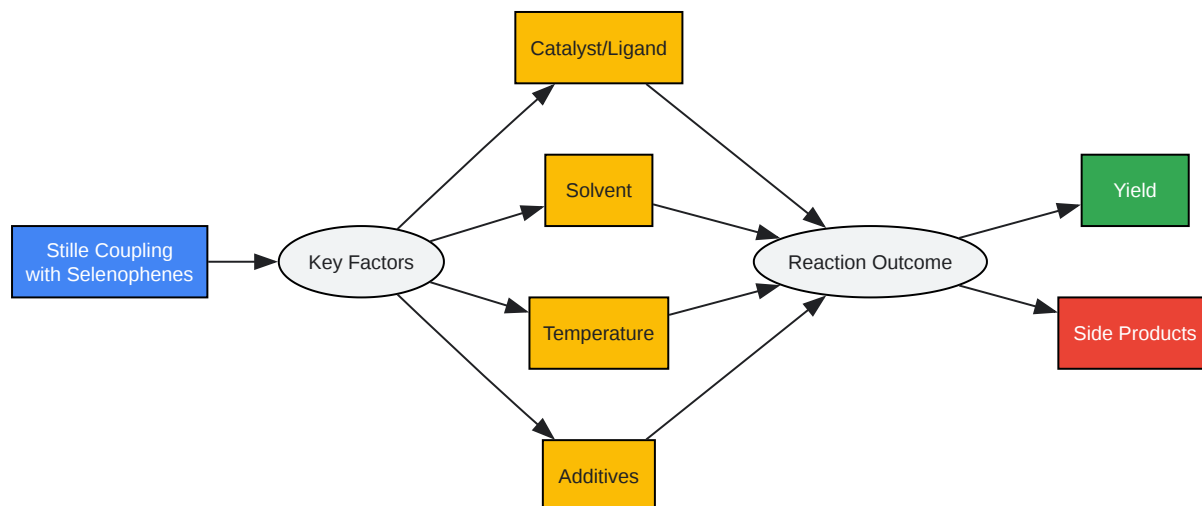 Stille Coupling
with Selenophenes
Key Factors
Catalyst/Ligand
Solvent
Temperature
Additives
Reaction Outcome
Yield
Side Products